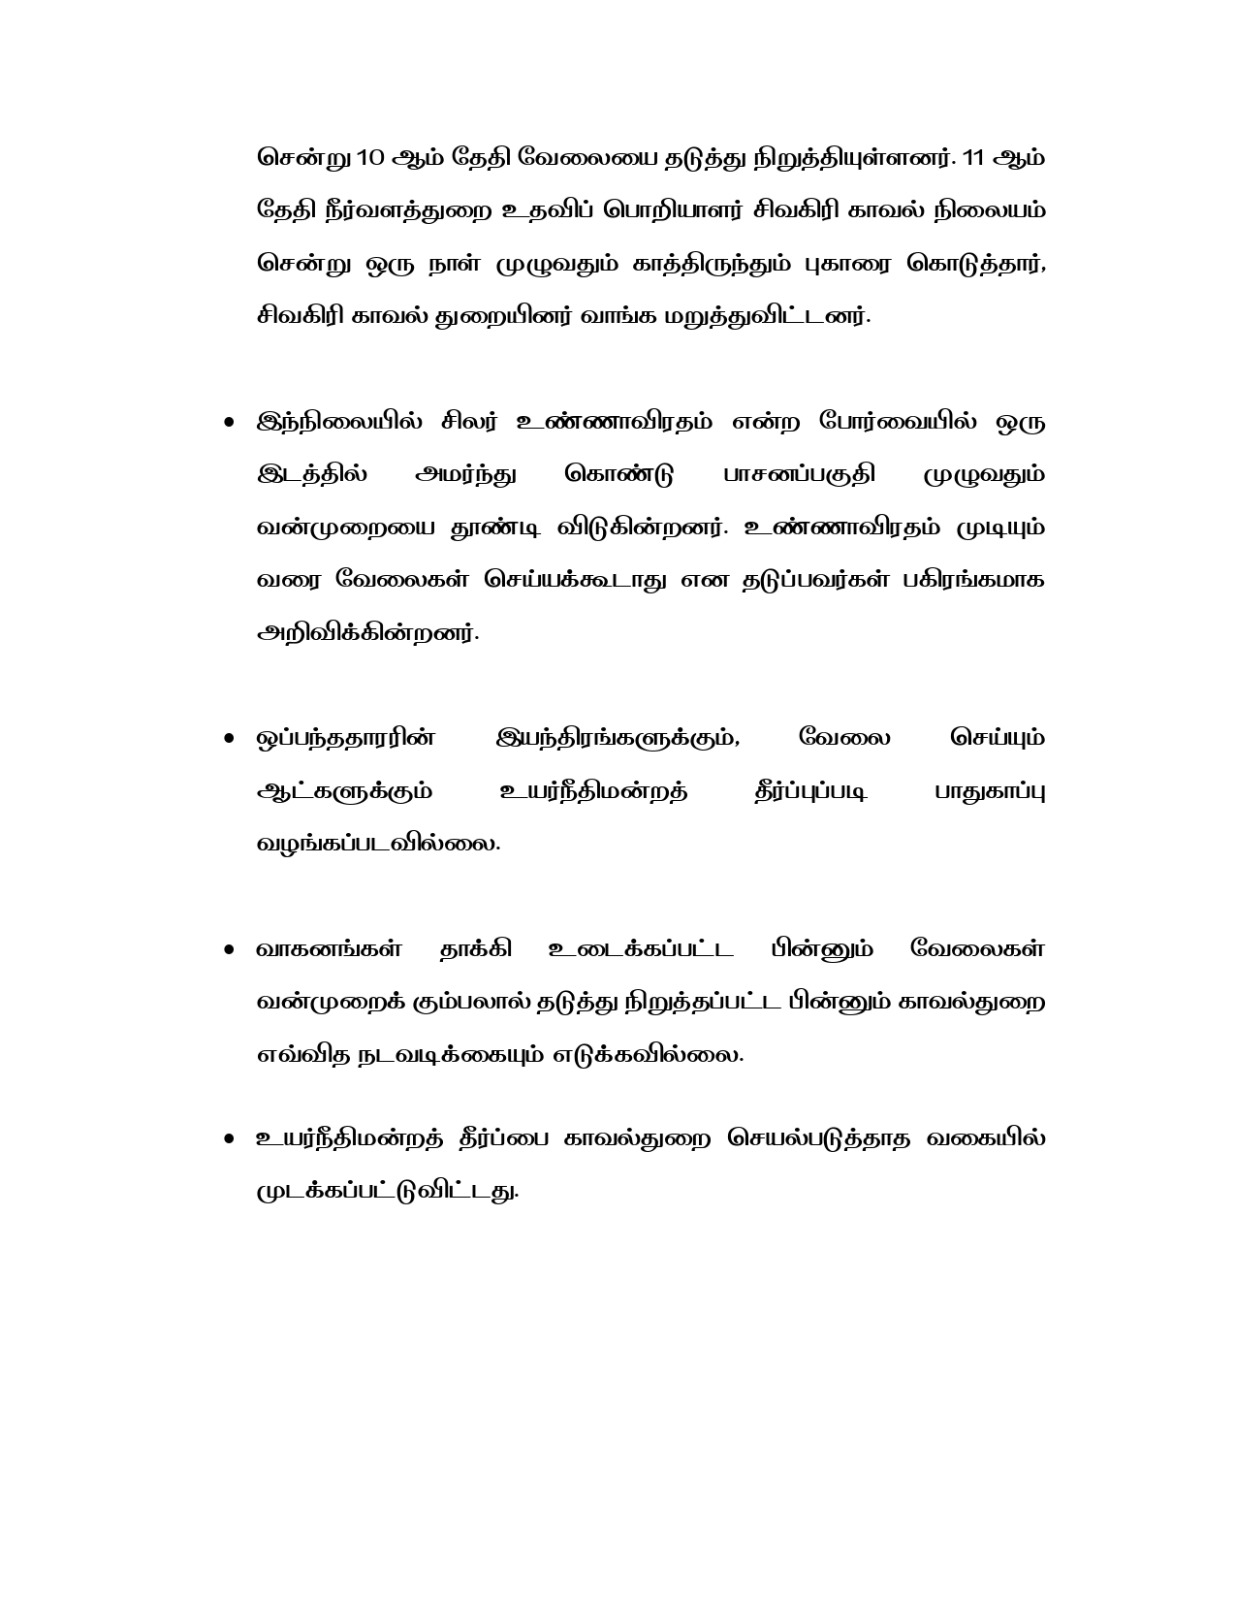 சென்று 10 ஆம் தேதி வேலையை தடுத்து நிறுத்தியுள்ளனர். 11 ஆம்
தேதி நீர்வளத்துறை உதவிப் பொறியாளர் சிவகிரி காவல் நிலையம்
சென்று ஒரு நாள் முழுவதும் காத்திருந்தும் புகாரை கொடுத்தார்,
சிவகிரி காவல் துறையினர் வாங்க மறுத்துவிட்டனர்.
• இந்நிலையில் சிலர் உண்ணாவிரதம் என்ற போர்வையில் ஒரு
இடத்தில் அமர்ந்து கொண்டு பாசனப்பகுதி முழுவதும்
வன்முறையை தூண்டி விடுகின்றனர். உண்ணாவிரதம் முடியும்
வரை வேலைகள் செய்யக்கூடாது என தடுப்பவர்கள் பகிரங்கமாக
அறிவிக்கின்றனர்.
• ஒப்பந்ததாரரின் இயந்திரங்களுக்கும், வேலை செய்யும்
ஆட்களுக்கும் உயர்நீதிமன்றத் தீர்ப்புப்படி பாதுகாப்பு
வழங்கப்படவில்லை.
• வாகனங்கள் தாக்கி உடைக்கப்பட்ட பின்னும் வேலைகள்
வன்முறைக் கும்பலால் தடுத்து நிறுத்தப்பட்ட பின்னும் காவல்துறை
எவ்வித நடவடிக்கையும் எடுக்கவில்லை.
• உயர்நீதிமன்றத் தீர்ப்பை காவல்துறை செயல்படுத்தாத வகையில்
முடக்கப்பட்டுவிட்டது.